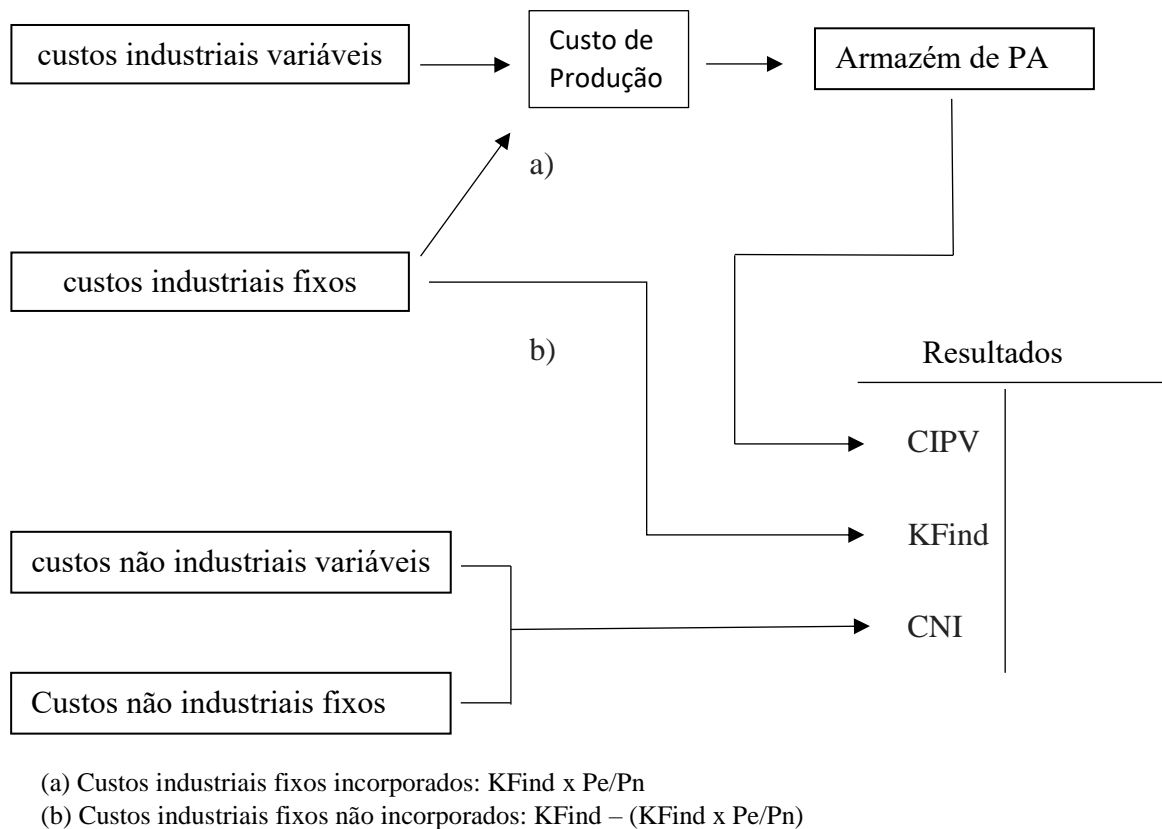 custos industriais variáveis
Custo de
Produção
Armazém de PA
a)
custos industriais fixos
b)
Resultados
CIPV
KFind
custos não industriais variáveis
CNI
Custos não industriais fixos
(a) Custos industriais fixos incorporados: KFind x Pe/Pn
(b) Custos industriais fixos não incorporados: KFind – (KFind x Pe/Pn)